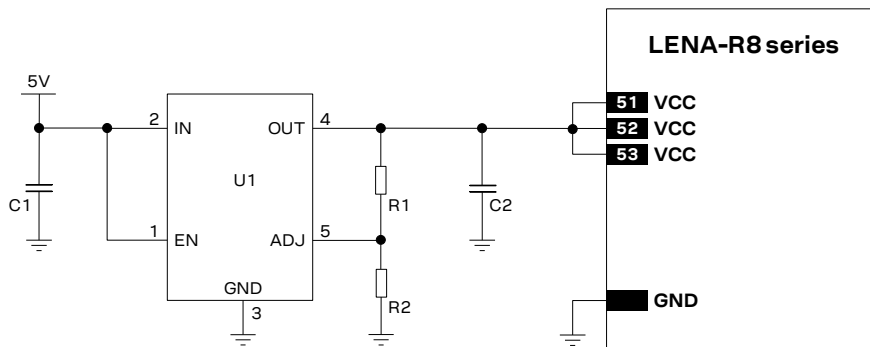 LENA-R8 series
5V
51 VCC
2 IN OUT 4
52 VCC
53 VCC
U1
C1 R1 C2
1 EN ADJ 5
GND
3
R2
GND